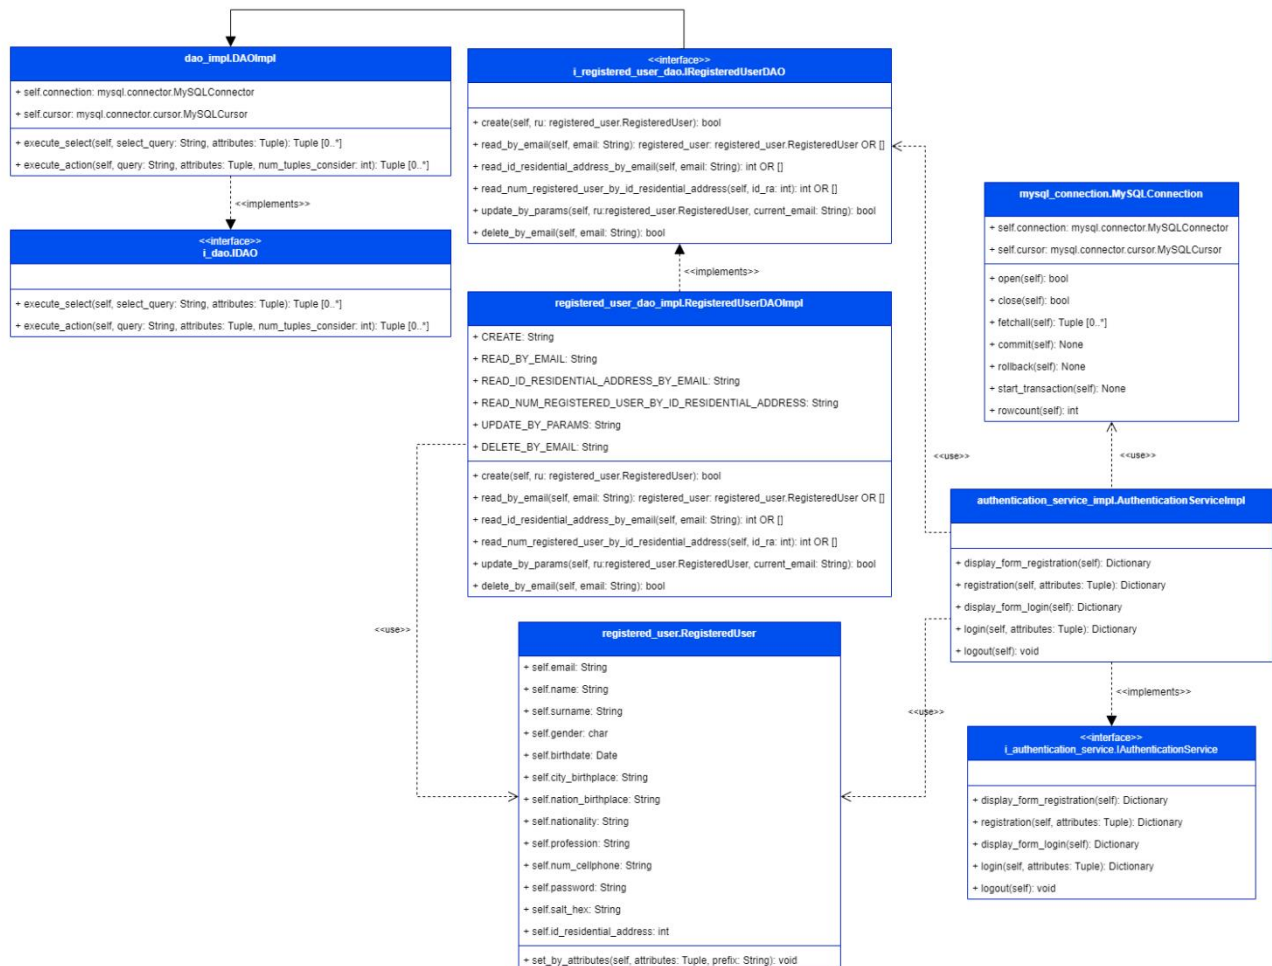 dao_impl.DAOImpl
+ self.connection: mysql.connector.MySQLConnector
+ self.cursor: mysql.connector.cursor.MySQLCursor
+ execute_select(self, select_query: String, attributes: Tuple): Tuple [0..*]
+ execute_action(self, query: String, attributes: Tuple, num_tuples_consider: int): Tuple [0..*]
<<implements>>
<<interface>>
i_dao.IDAO
+ execute_select(self, select_query: String, attributes: Tuple): Tuple [0..*]
+ execute_action(self, query: String, attributes: Tuple, num_tuples_consider: int): Tuple [0..*]
<<interface>>
i_registered_user_dao.IRegisteredUserDAO
+ create(self, ru: registered_user.RegisteredUser): bool
+ read_by_email(self, email: String): registered_user: registered_user.RegisteredUser OR []
+ read_id_residential_address_by_email(self, email: String): int OR []
+ read_num_registered_user_by_id_residential_address(self, id_ra: int): int OR []
+ update_by_params(self, ru:registered_user.RegisteredUser, current_email: String): bool
+ delete_by_email(self, email: String): bool
<<implements>>
registered_user_dao_impl.RegisteredUserDAOImpl
+ CREATE: String
+ READ_BY_EMAIL: String
+ READ_ID_RESIDENTIAL_ADDRESS_BY_EMAIL: String
+ READ_NUM_REGISTERED_USER_BY_ID_RESIDENTIAL_ADDRESS: String
+ UPDATE_BY_PARAMS: String
+ DELETE_BY_EMAIL: String
+ create(self, ru: registered_user.RegisteredUser): bool
+ read_by_email(self, email: String): registered_user: registered_user.RegisteredUser OR []
+ read_id_residential_address_by_email(self, email: String): int OR []
+ read_num_registered_user_by_id_residential_address(self, id_ra: int): int OR []
+ update_by_params(self, ru:registered_user.RegisteredUser, current_email: String): bool
+ delete_by_email(self, email: String): bool
<<use>>
registered_user.RegisteredUser
+ self.email: String
+ self.name: String
+ self.surname: String
+ self.gender: char
+ self.birthdate: Date
+ self.city_birthplace: String
+ self.nation_birthplace: String
+ self.nationality: String
+ self.profession: String
+ self.num_cellphone: String
+ self.password: String
+ self.salt_hex: String
+ self.id_residential_address: int
+ set_by_attributes(self, attributes: Tuple, prefix: String): void
mysql_connection.MySQLConnection
+ self.connection: mysql.connector.MySQLConnector
+ self.cursor: mysql.connector.cursor.MySQLCursor
+ open(self): bool
+ close(self): bool
+ fetchall(self): Tuple [0..*]
+ commit(self): None
+ rollback(self): None
+ start_transaction(self): None
+ rowcount(self): int
<<use>>
<<use>>
authentication_service_impl.AuthenticationServiceImpl
+ display_form_registration(self): Dictionary
+ registration(self, attributes: Tuple): Dictionary
+ display_form_login(self): Dictionary
+ login(self, attributes: Tuple): Dictionary
+ logout(self): void
<<implements>>
<<use>>
<<interface>>
i_authentication_service.IAuthenticationService
+ display_form_registration(self): Dictionary
+ registration(self, attributes: Tuple): Dictionary
+ display_form_login(self): Dictionary
+ login(self, attributes: Tuple): Dictionary
+ logout(self): void